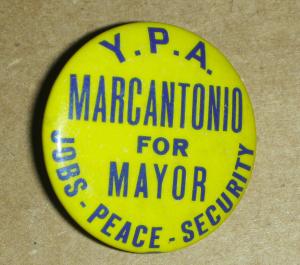 Y.P.A.
MARCANTONIO
FOR
MAYOR
JOBS - PEACE - SECURITY